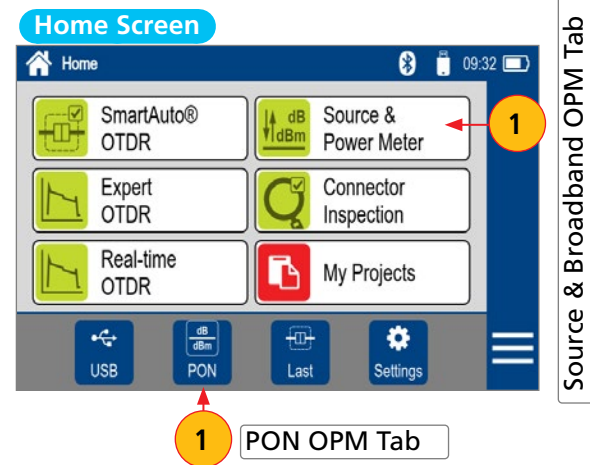 Home Screen
Home
09:32
SmartAuto®
OTDR
dB
dBm
Source &
Power Meter
1
Expert
OTDR
Connector
Inspection
Real-time
OTDR
My Projects
USB
dB
dBm
PON
Last
Settings
1
PON OPM Tab
Source & Broadband OPM Tab